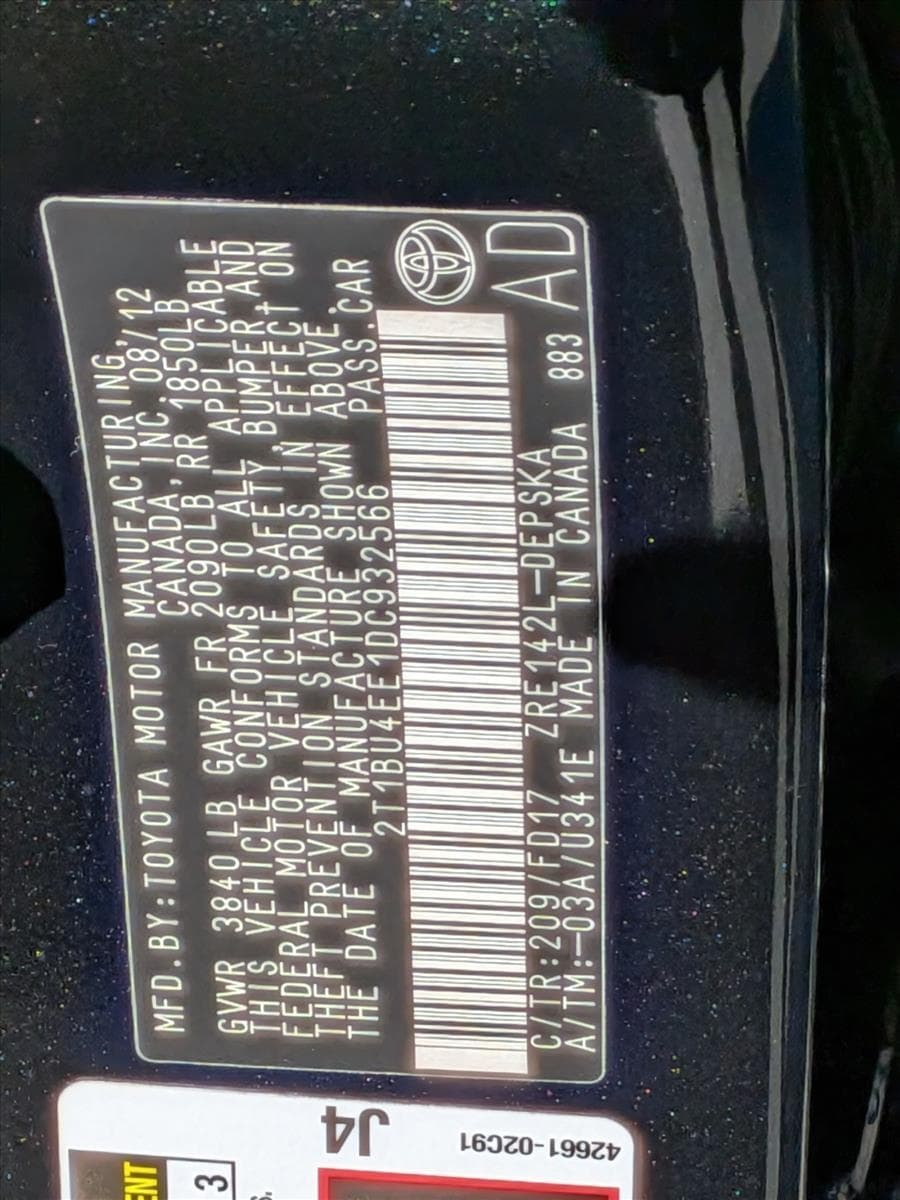 MFD.BY:TOYOTA MOTOR MANUFACTURING,
CANADA, INC. 08/12
GVWR 3840LB GAWR FR 2090LB RR 1850LB
THIS VEHICLE CONFORMS TO ALL APPLICABLE
FEDERAL MOTOR VEHICLE SAFETY, BUMPER, AND
THEFT PREVENTION STANDARDS IN EFFECT ON
THE DATE OF MANUFACTURE SHOWN ABOVE.
2T1BU4EE1DC932566 PASS.CAR
C/TR:209/FD17 ZRE142L-DEPSKA
A/TM:-03A/U341E MADE IN CANADA 883 AD
J4
42661-02C91
3